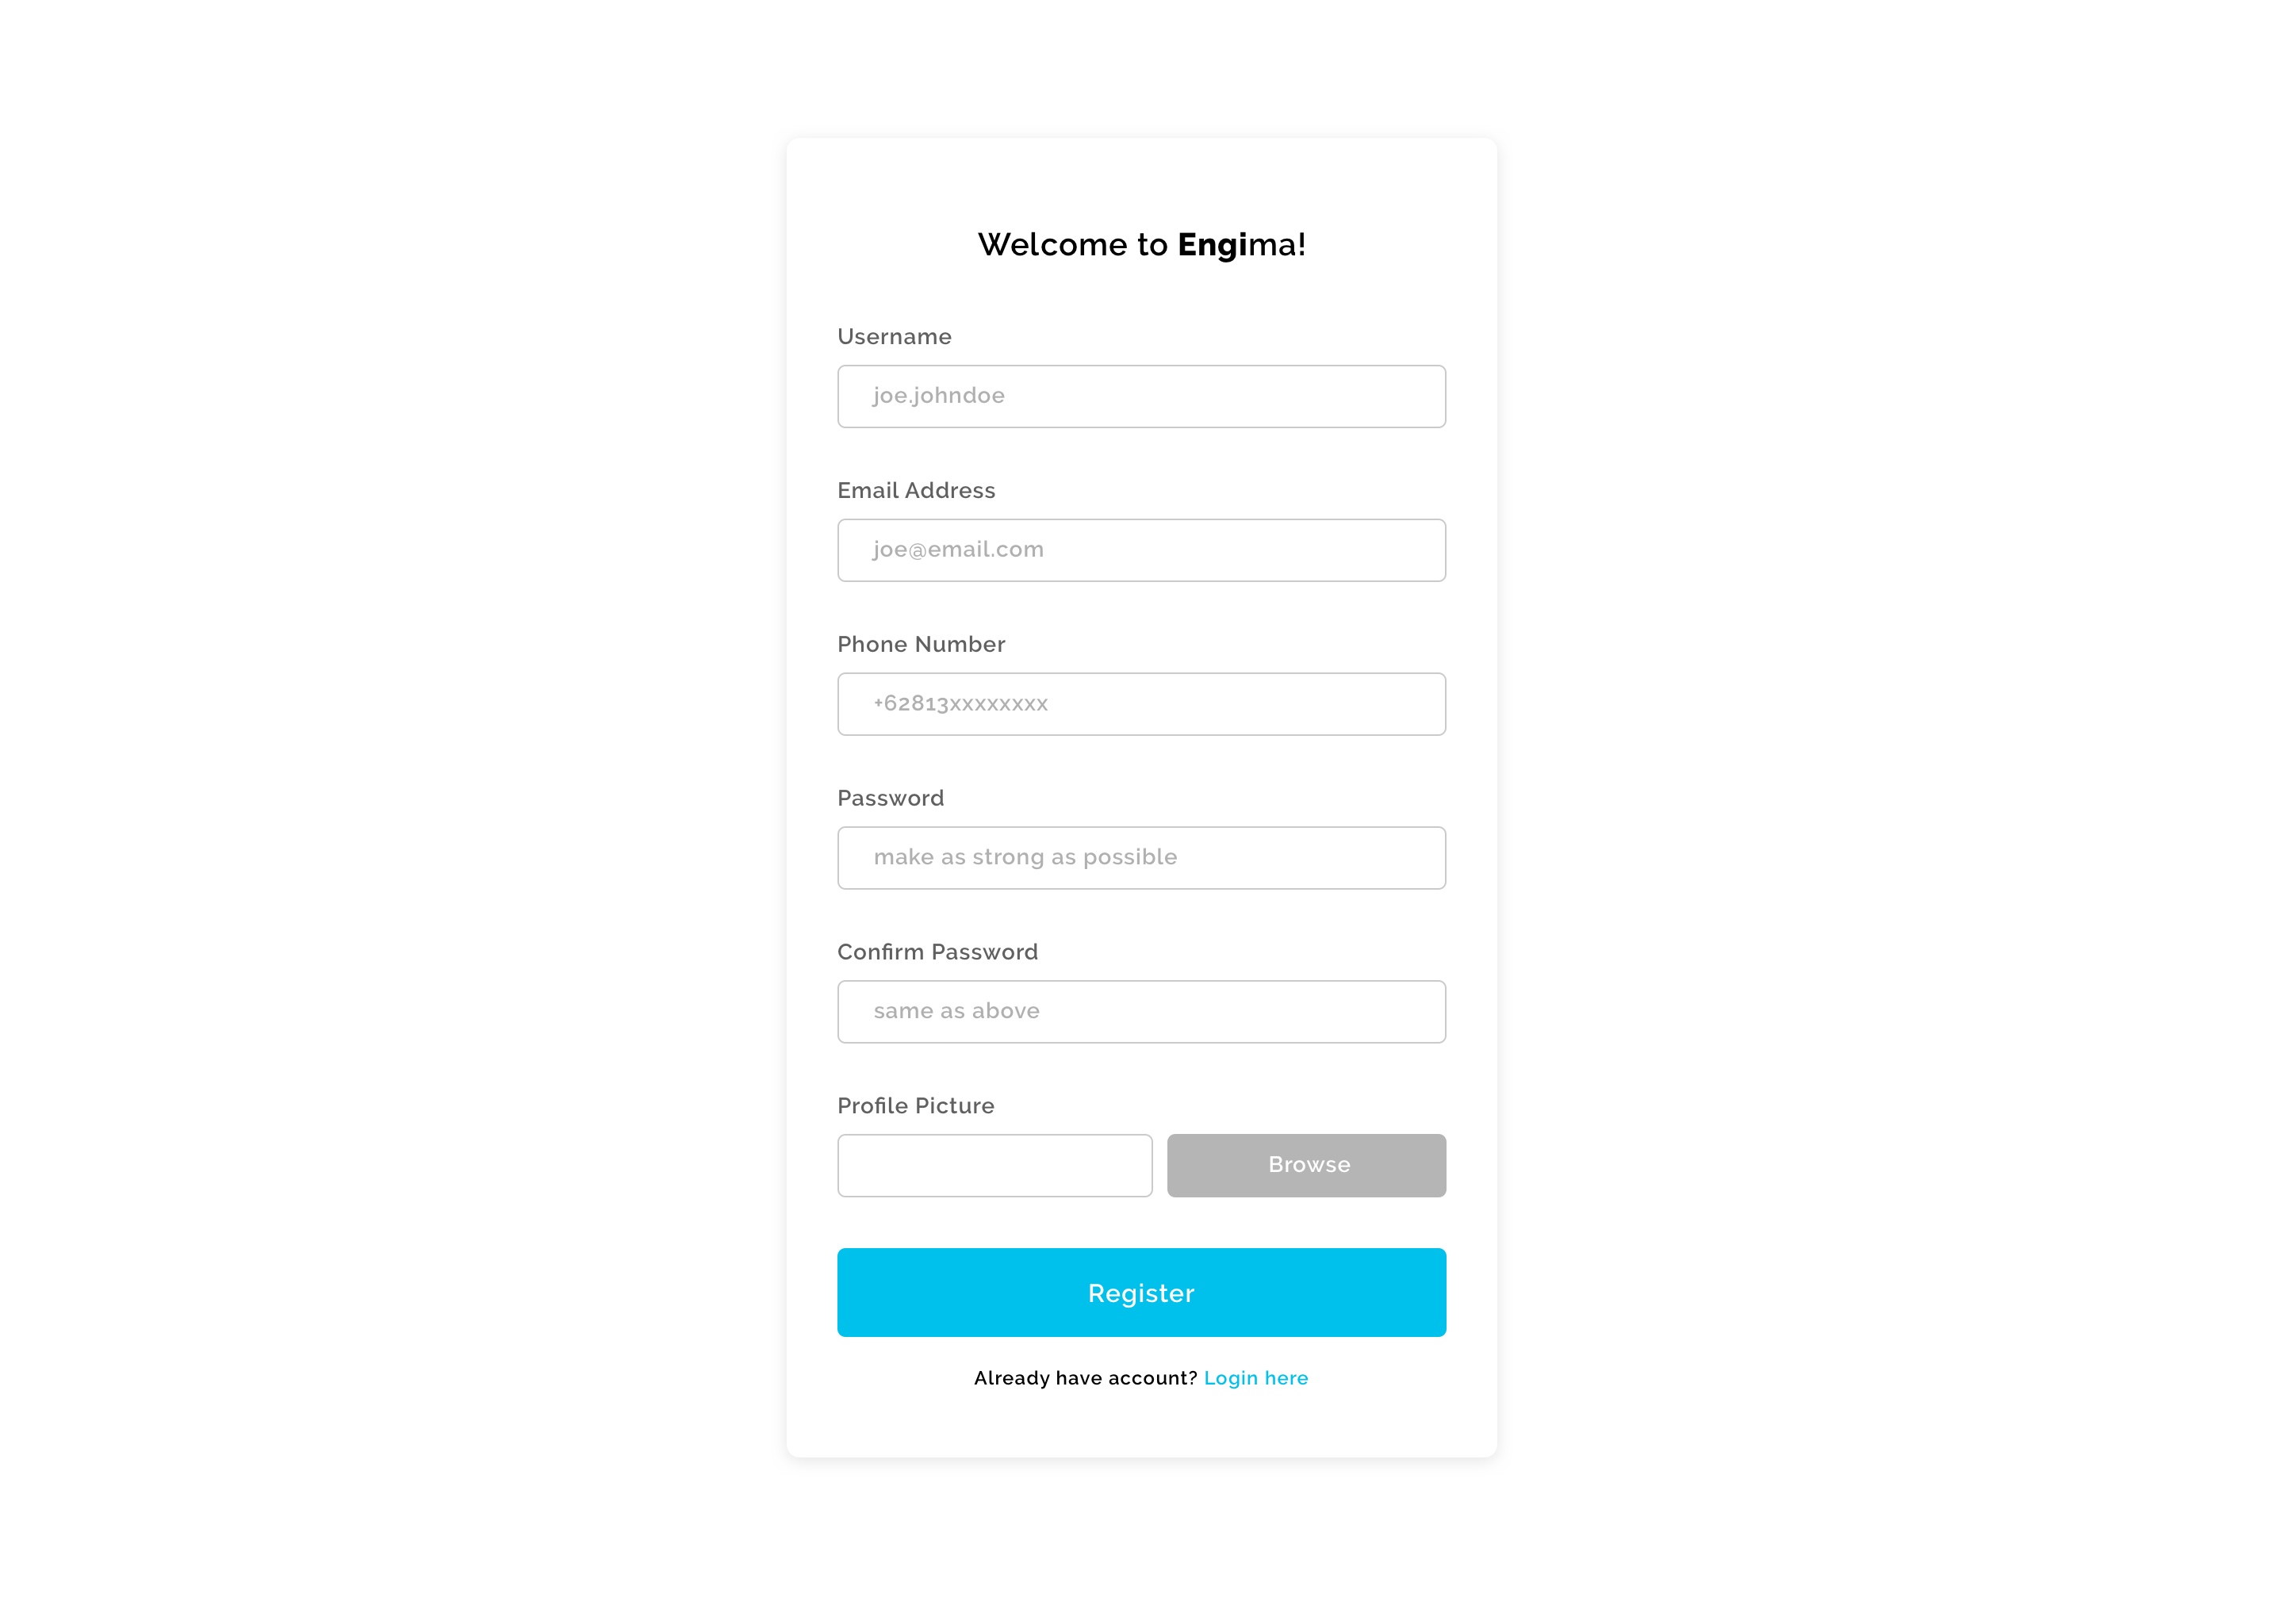 Welcome to Engima!
Username
joe.johndoe
Email Address
joe@email.com
Phone Number
+62813xxxxxxxx
Password
make as strong as possible
Confirm Password
same as above
Profile Picture
Browse
Register
Already have account? Login here